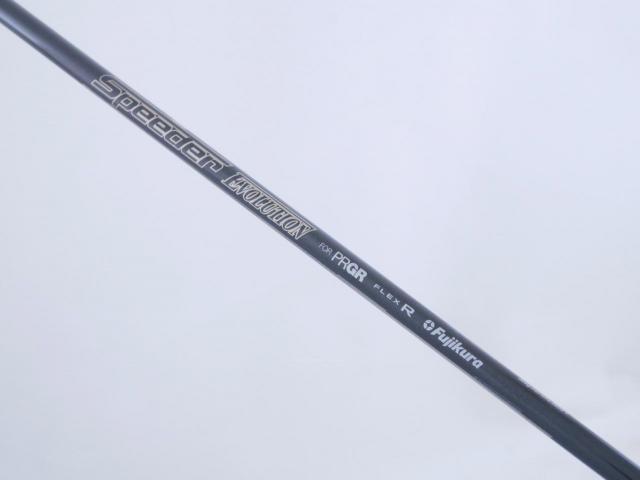 Speeder EVOLUTION FOR PRGR FLEX R Fujikura